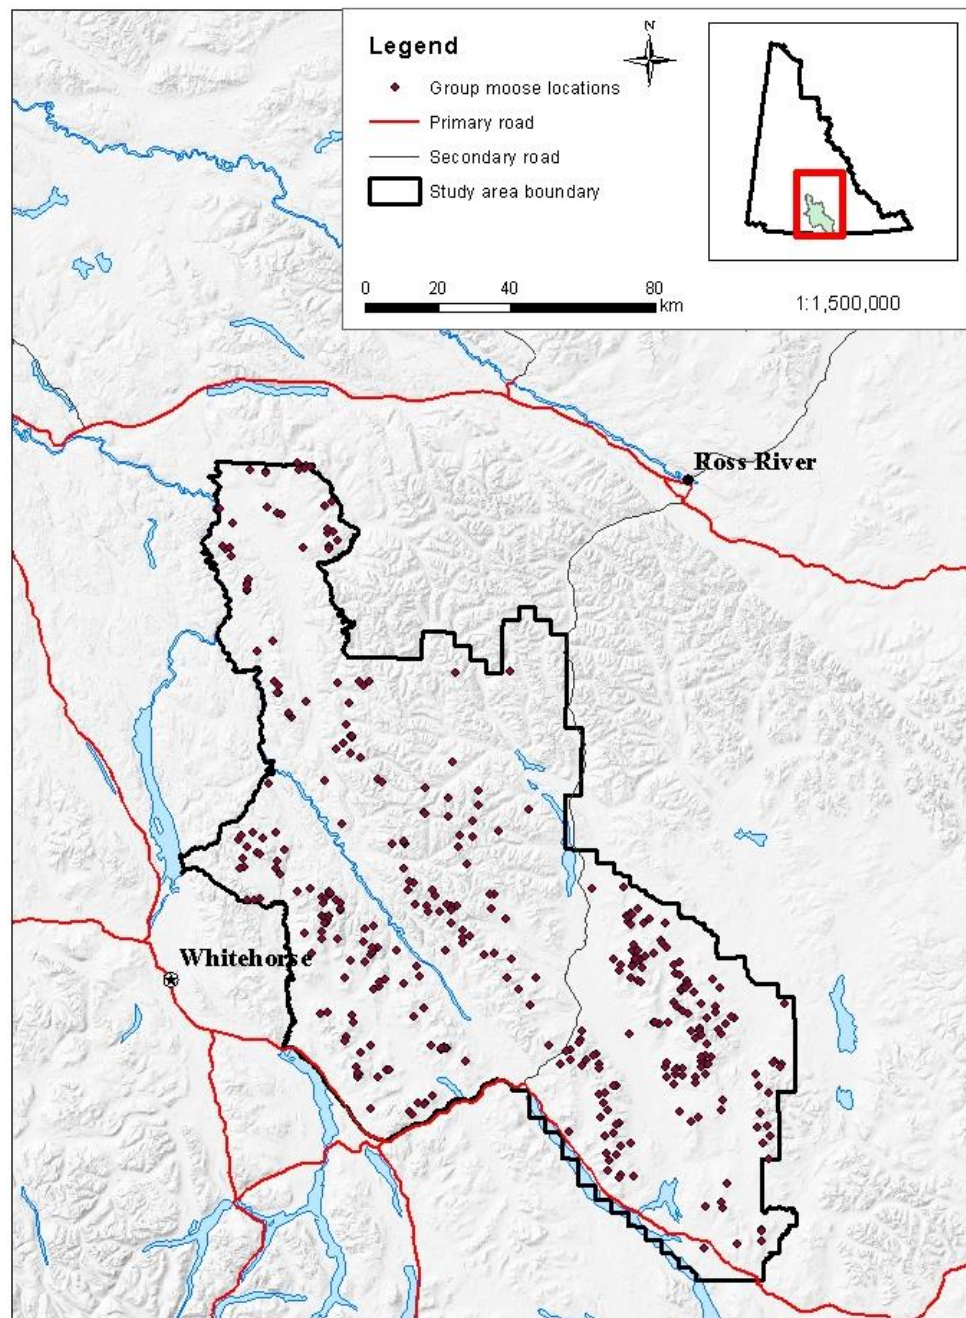 Legend
N
Group moose locations
Primary road
Secondary road
Study area boundary
0 20 40 80
km
1:1,500,000
Ross River
Whitehorse